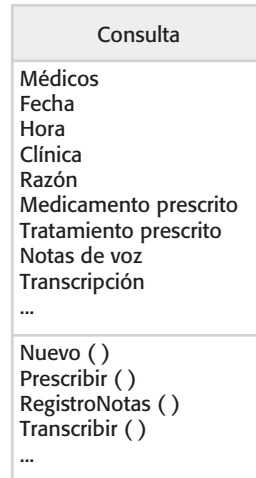 Consulta
Médicos
Fecha
Hora
Clínica
Razón
Medicamento prescrito
Tratamiento prescrito
Notas de voz
Transcripción
...
Nuevo ( )
Prescribir ( )
RegistroNotas ( )
Transcribir ( )
...